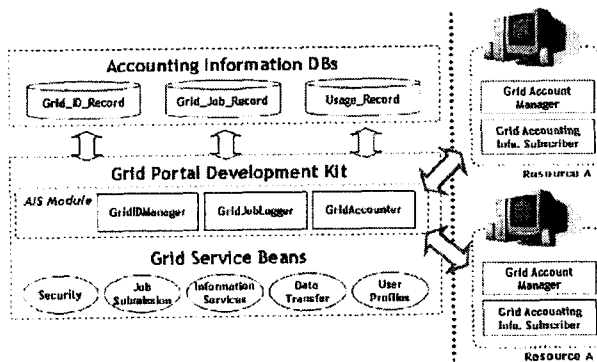 Accounting Information DBs
Grid_ID_Record
Grid_Job_Record
Usage_Record
Grid Portal Development Kit
AIS Module
GridIDManager
GridJobLogger
GridAccounter
Grid Service Beans
Security
Job
Submission
Information
Services
Data
Transfer
User
Profiles
Grid Account
Manager
Grid Accounting
Info. Subscriber
Resource A
Grid Account
Manager
Grid Accounting
Info. Subscriber
Resource A